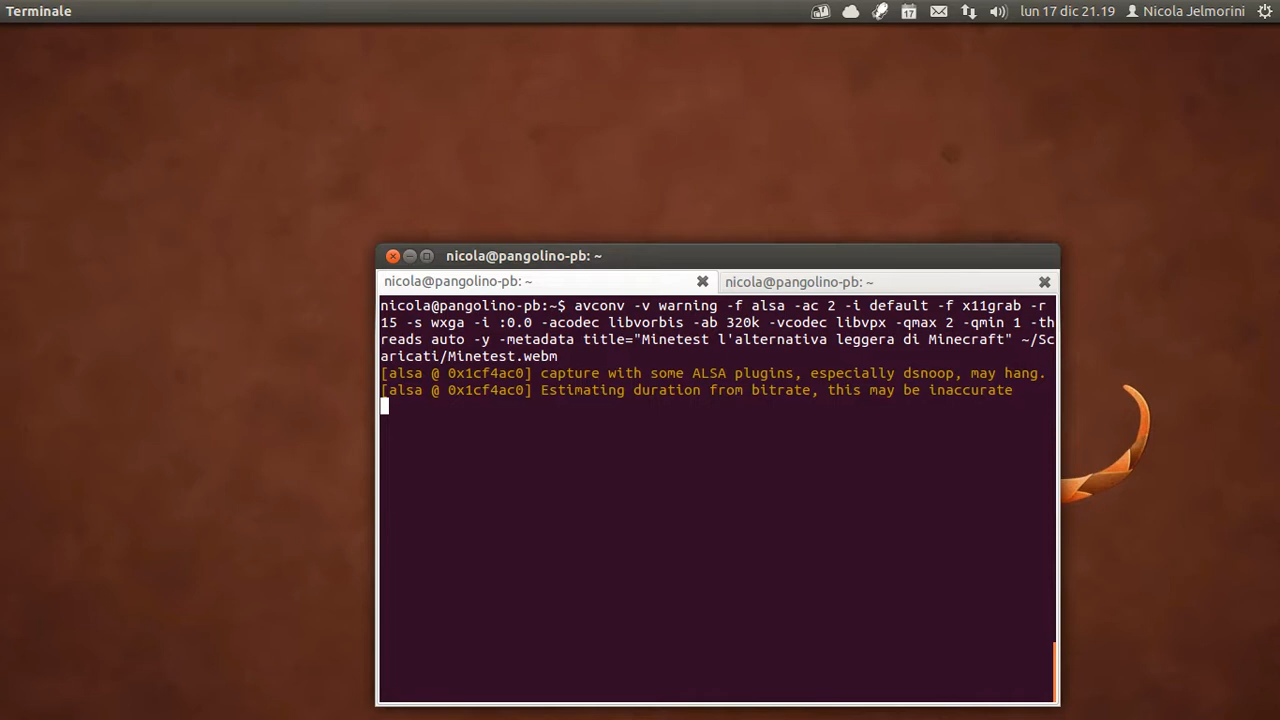 Terminale
17
lun 17 dic 21.19
Nicola Jelmorini
nicola@pangolino-pb: ~
nicola@pangolino-pb: ~
nicola@pangolino-pb: ~
nicola@pangolino-pb:~$ avconv -v warning -f alsa -ac 2 -i default -f x11grab -r
15 -s wxga -i :0.0 -acodec libvorbis -ab 320k -vcodec libvpx -qmax 2 -qmin 1 -th
reads auto -y -metadata title="Minetest l'alternativa leggera di Minecraft" ~/Sc
aricati/Minetest.webm
[alsa @ 0x1cf4ac0] capture with some ALSA plugins, especially dsnoop, may hang.
[alsa @ 0x1cf4ac0] Estimating duration from bitrate, this may be inaccurate